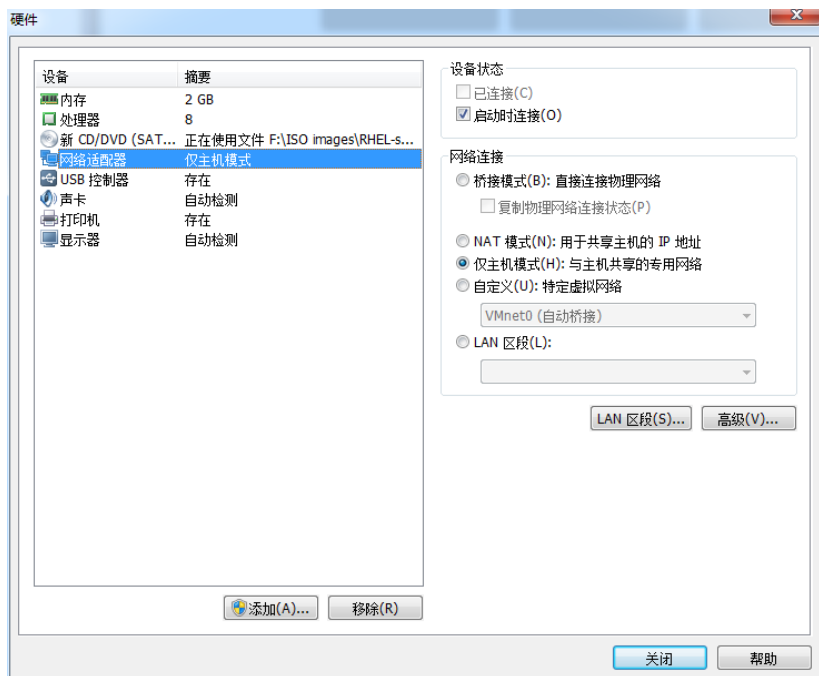 硬件
设备 摘要
内存 2 GB
处理器 8
新 CD/DVD (SAT... 正在使用文件 F:\ISO images\RHEL-s...
网络适配器 仅主机模式
USB 控制器 存在
声卡 自动检测
打印机 存在
显示器 自动检测
添加(A)... 移除(R)
设备状态
已连接(C)
启动时连接(O)
网络连接
桥接模式(B): 直接连接物理网络
复制物理网络连接状态(P)
NAT 模式(N): 用于共享主机的 IP 地址
仅主机模式(H): 与主机共享的专用网络
自定义(U): 特定虚拟网络
VMnet0 (自动桥接)
LAN 区段(L):
LAN 区段(S)... 高级(V)...
关闭 帮助